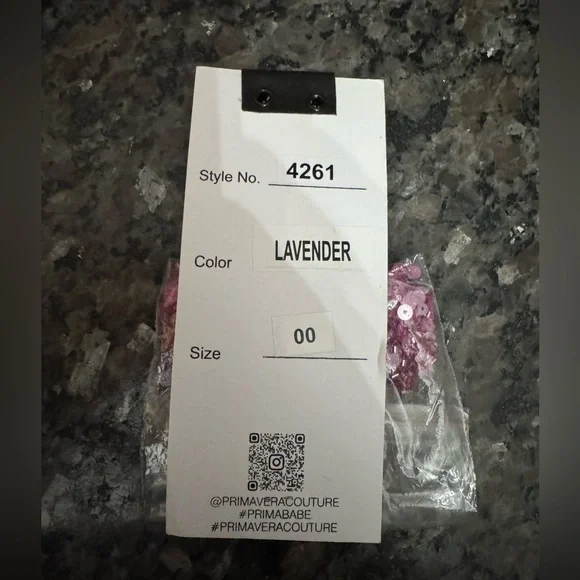 Style No. 4261
Color LAVENDER
Size 00
@PRIMAVERACOUTURE
#PRIMABABE
#PRIMAVERACOUTURE